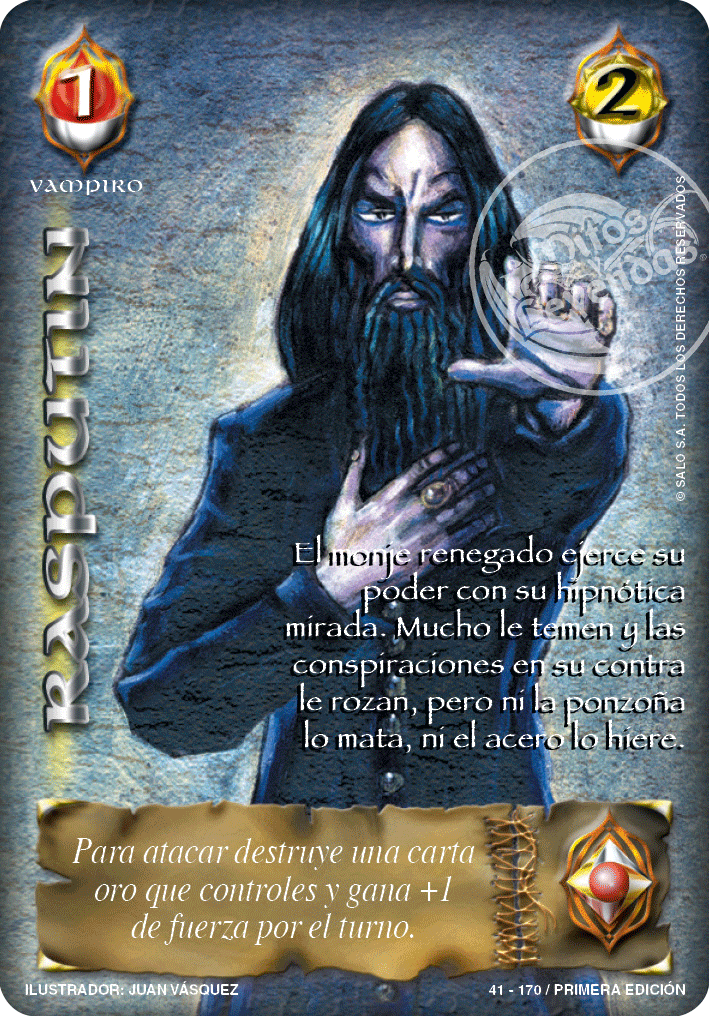 1
2
VAMPIRO
RASPUTIN
Mitos
Leyendas
®
© SALO S.A. TODOS LOS DERECHOS RESERVADOS
El monje renegado ejerce su
poder con su hipnótica
mirada. Mucho le temen y las
conspiraciones en su contra
le rozan, pero ni la ponzoña
lo mata, ni el acero lo hiere.
Para atacar destruye una carta
oro que controles y gana +1
de fuerza por el turno.
ILUSTRADOR: JUAN VÁSQUEZ
41 - 170 / PRIMERA EDICIÓN